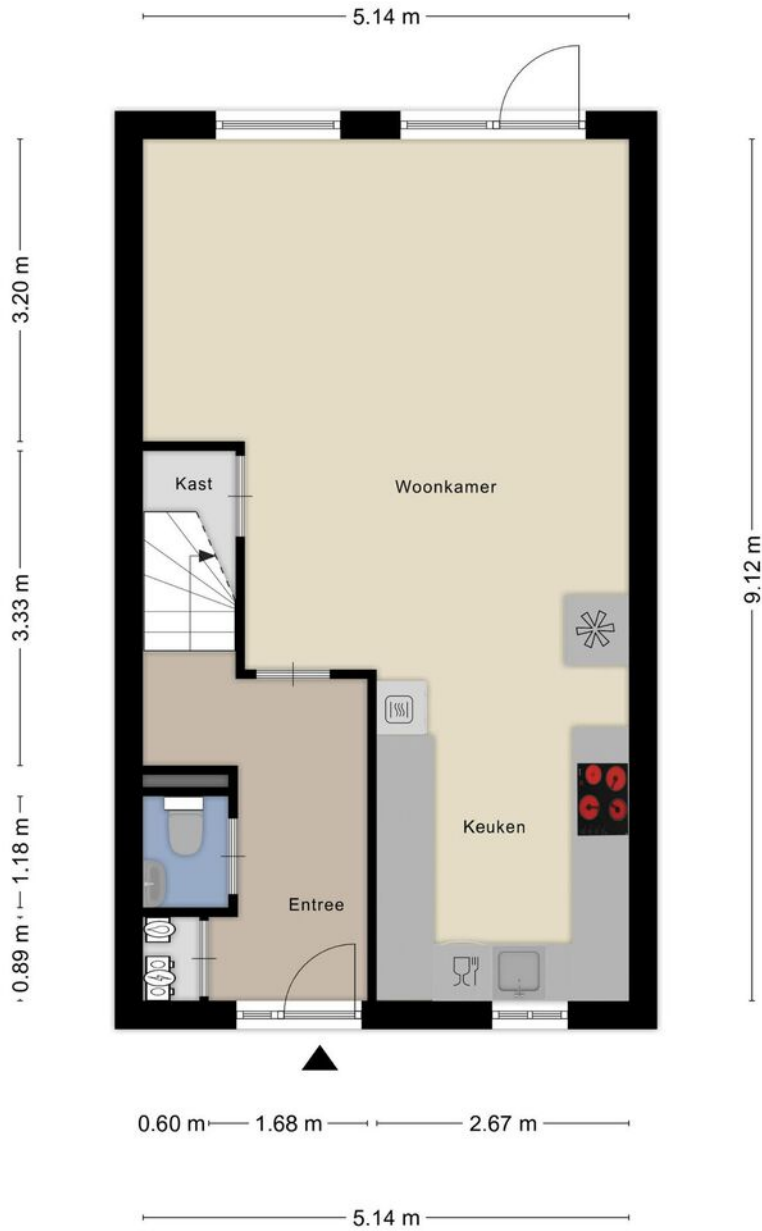 5.14 m
3.20 m
Kast
Woonkamer
3.33 m
9.12 m
Keuken
1.18 m
Entree
0.89 m
0.60 m
1.68 m
2.67 m
5.14 m